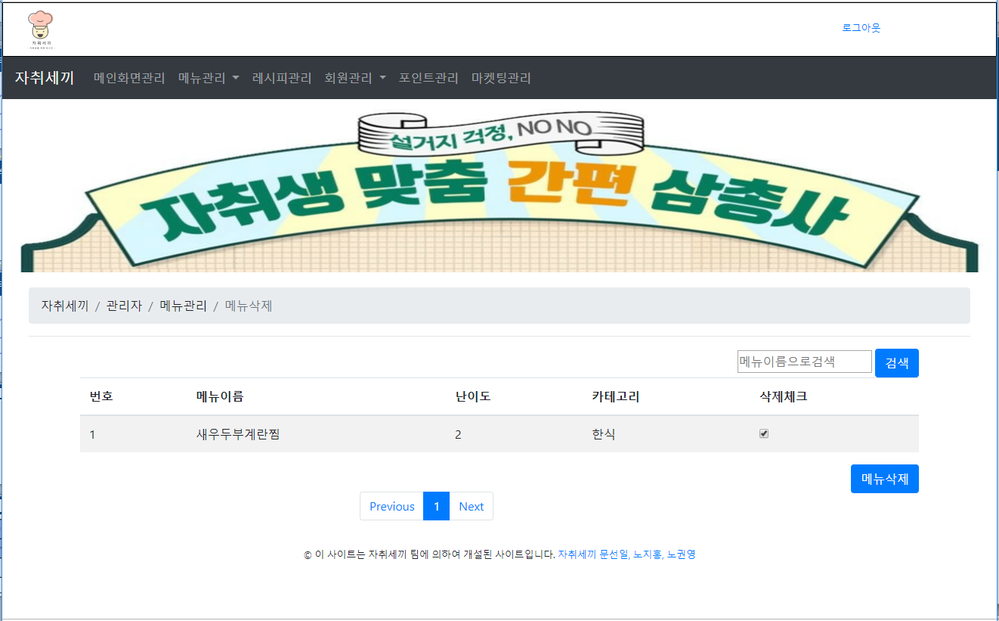 자취세끼
로그아웃
자취세끼 메인화면관리 메뉴관리 레시피관리 회원관리 포인트관리 마켓팅관리
설거지 걱정, NO NO
자취생 맞춤 간편 삼총사
자취세끼 / 관리자 / 메뉴관리 / 메뉴삭제
메뉴이름으로검색 검색
번호 메뉴이름 난이도 카테고리 삭제체크
1 새우두부계란찜 2 한식
메뉴삭제
Previous 1 Next
© 이 사이트는 자취세끼 팀에 의하여 개설된 사이트입니다. 자취세끼 문선일, 노지홍, 노권영